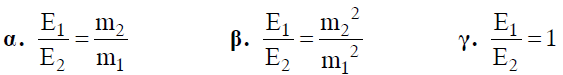 α. E₁/E₂ = m₂/m₁ β. E₁/E₂ = m₂²/m₁² γ. E₁/E₂ = 1